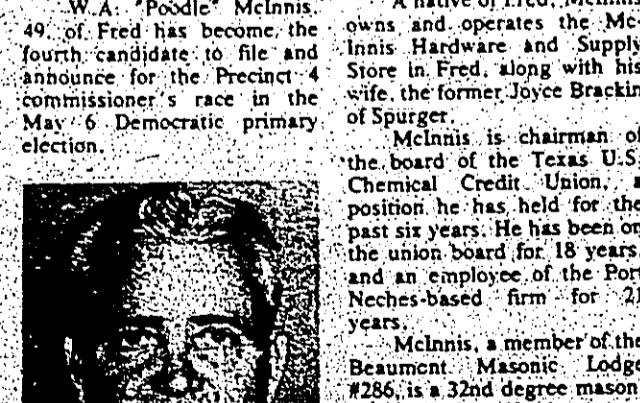 W.A. "Poodle" McInnis,
49, of Fred has become the
fourth candidate to file and
announce for the Precinct 4
commissioner's race in the
May 6 Democratic primary
election.
A native of Fred, McInnis
owns and operates the Mc-
Innis Hardware and Supply
Store in Fred, along with his
wife, the former Joyce Brackin
of Spurger.
McInnis is chairman of
the board of the Texas U.S.
Chemical Credit Union, a
position he has held for the
past six years. He has been on
the union board for 18 years
and an employee of the Port
Neches-based firm for 21
years.
McInnis, a member of the
Beaumont Masonic Lodge
#286, is a 32nd degree mason